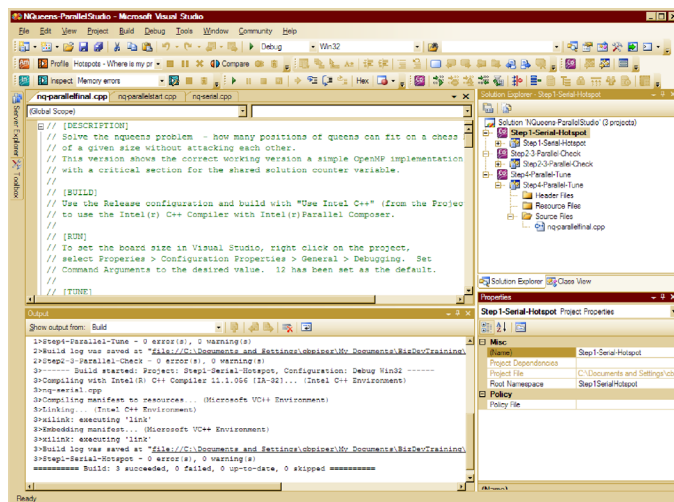 NQueens-ParallelStudio - Microsoft Visual Studio
File Edit View Project Build Debug Tools Window Community Help
Debug Win32
Profile Hotspots - Where is my pr Compare
Inspect Memory errors Hex
nq-parallelfinal.cpp nq-parallelstart.cpp nq-serial.cpp
(Global Scope)
Server Explorer
Toolbox
// [DESCRIPTION]
// Solve the nqueens problem - how many positions of queens can fit on a chess
// of a given size without attacking each other.
// This version shows the correct working version a simple OpenMP implementation
// with a critical section for the shared solution counter variable.
//
// [BUILD]
// Use the Release configuration and build with "Use Intel C++" (from the Projec
// to use the Intel(r) C++ Compiler with Intel(r)Parallel Composer.
//
// [RUN]
// To set the board size in Visual Studio, right click on the project,
// select Properies > Configuration Properties > General > Debugging. Set
// Command Arguments to the desired value. 12 has been set as the default.
//
// [TUNE]
Output
Show output from: Build
1>Step4-Parallel-Tune - 0 error(s), 0 warning(s)
2>Build log was saved at "file://C:\Documents and Settings\cbpiper\My Documents\BizDevTraining\
2>Step2-3-Parallel-Check - 0 error(s), 0 warning(s)
3>------ Build started: Project: Step1-Serial-Hotspot, Configuration: Debug Win32 ------
3>Compiling with Intel(R) C++ Compiler 11.1.066 [IA-32]... (Intel C++ Environment)
3>nq-serial.cpp
3>Compiling manifest to resources... (Microsoft VC++ Environment)
3>Linking... (Intel C++ Environment)
3>xilink: executing 'link'
3>Embedding manifest... (Microsoft VC++ Environment)
3>xilink: executing 'link'
3>Build log was saved at "file://C:\Documents and Settings\cbpiper\My Documents\BizDevTraining\
3>Step1-Serial-Hotspot - 0 error(s), 0 warning(s)
========== Build: 3 succeeded, 0 failed, 0 up-to-date, 0 skipped ==========
Solution Explorer - Step1-Serial-Hotspot
Solution 'NQueens-ParallelStudio' (3 projects)
Step1-Serial-Hotspot
Step1-Serial-Hotspot
Step2-3-Parallel-Check
Step2-3-Parallel-Check
Step4-Parallel-Tune
Step4-Parallel-Tune
Header Files
Resource Files
Source Files
nq-parallelfinal.cpp
Solution Explorer Class View
Properties
Step1-Serial-Hotspot Project Properties
Misc
(Name) Step1-Serial-Hotspot
Project Dependencies
Project File C:\Documents and Settings\cb
Root Namespace Step1SerialHotspot
Policy
Policy File
Ready